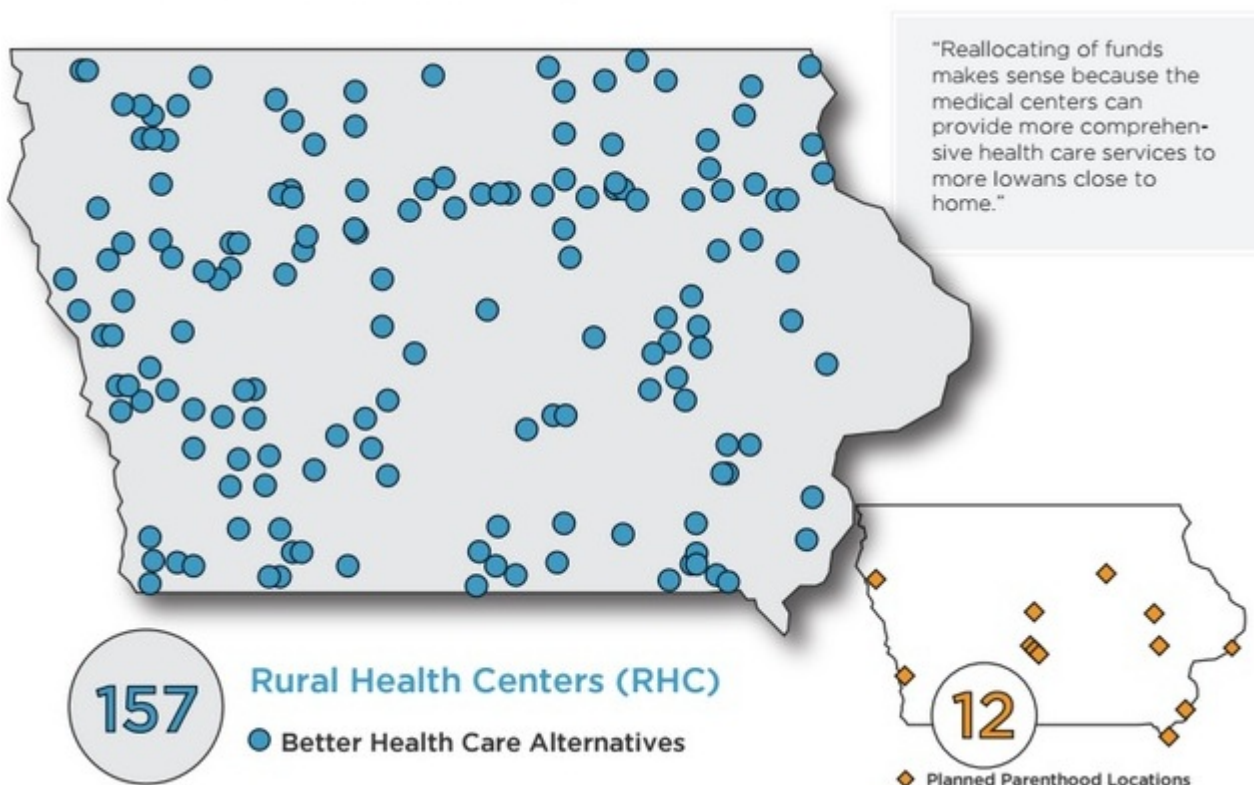 "Reallocating of funds
makes sense because the
medical centers can
provide more comprehen-
sive health care services to
more Iowans close to
home."
157
Rural Health Centers (RHC)
Better Health Care Alternatives
12
Planned Parenthood Locations